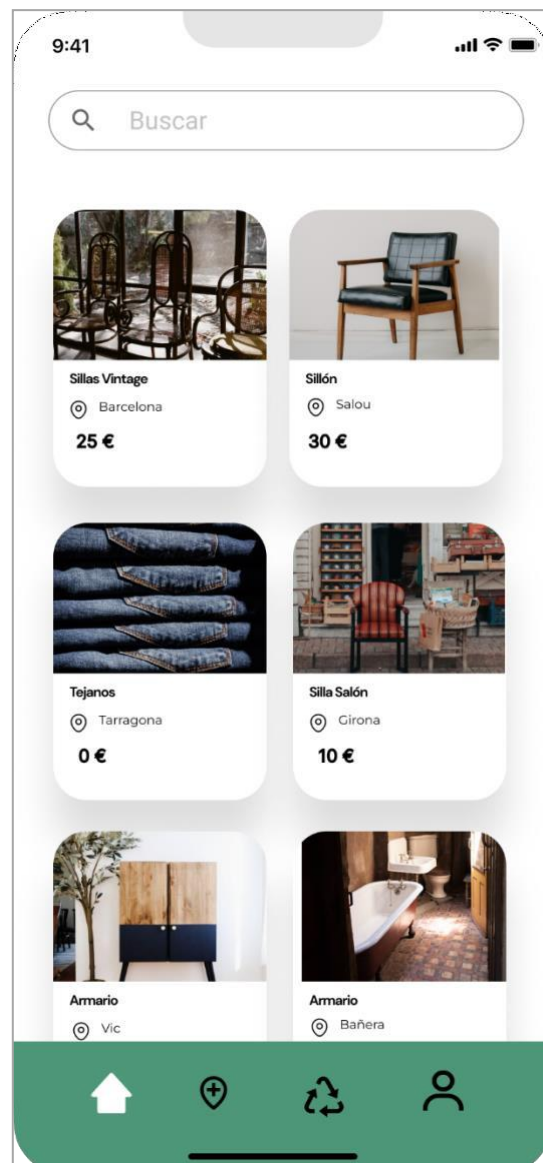 9:41
Buscar
Sillas Vintage
Barcelona
25 €
Sillón
Salou
30 €
Tejanos
Tarragona
0 €
Silla Salón
Girona
10 €
Armario
Vic
Armario
Bañera